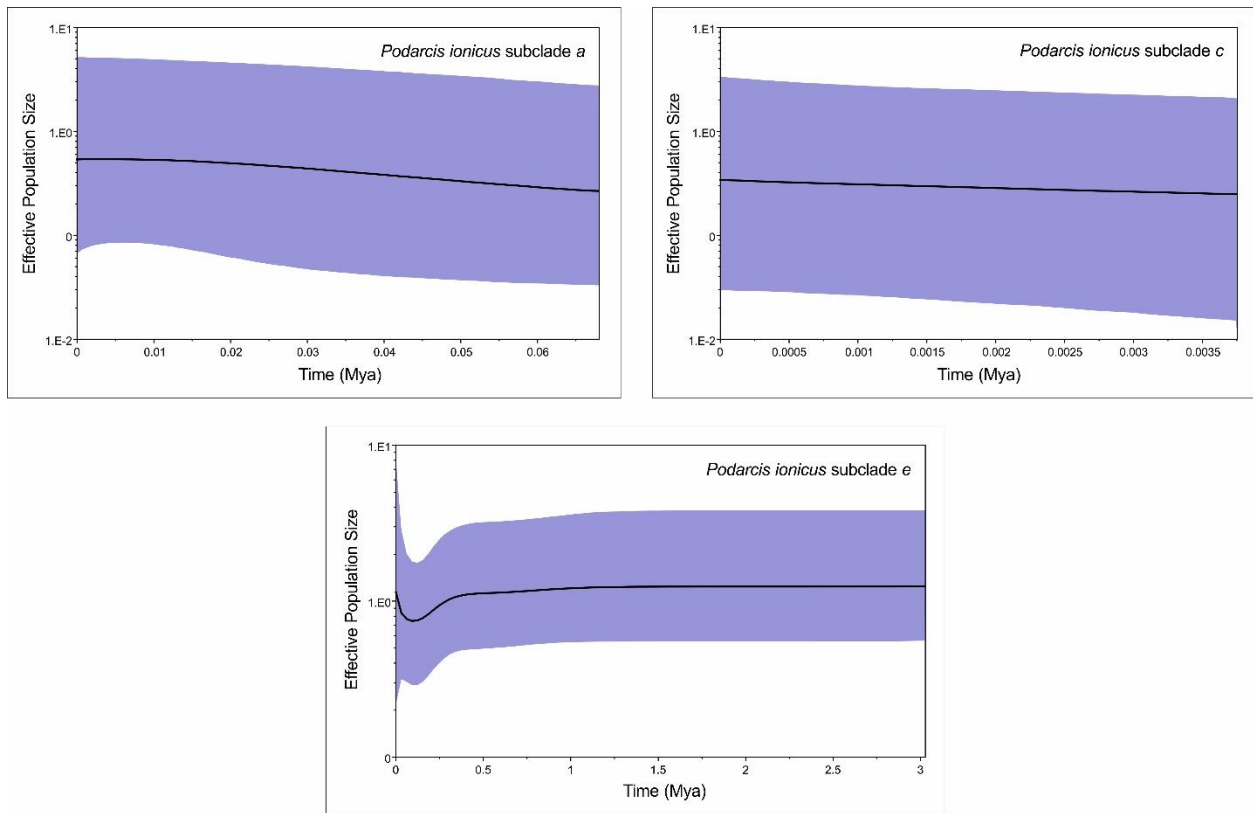 Podarcis ionicus subclade a
Effective Population Size
1.E1
1.E0
0
1.E-2
0
0.01
0.02
0.03
0.04
0.05
0.06
Time (Mya)
Podarcis ionicus subclade c
Effective Population Size
1.E1
1.E0
0
1.E-2
0
0.0005
0.001
0.0015
0.002
0.0025
0.003
0.0035
Time (Mya)
Podarcis ionicus subclade e
Effective Population Size
1.E1
1.E0
0
0
0.5
1
1.5
2
2.5
3
Time (Mya)